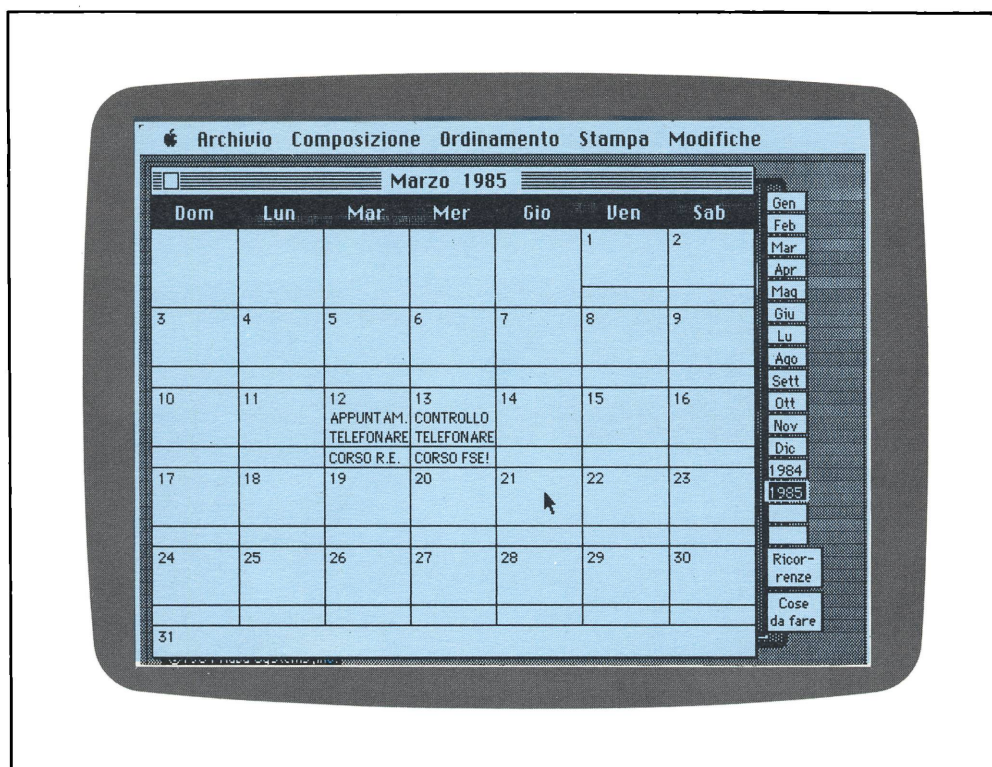 Archivio Composizione Ordinamento Stampa Modifiche
Marzo 1985
Dom Lun Mar Mer Gio Ven Sab
1 2
3 4 5 6 7 8 9
10 11 12 13 14 15 16
APPUNTAM. CONTROLLO
TELEFONARE TELEFONARE
CORSO R.E. CORSO FSE!
17 18 19 20 21 22 23
24 25 26 27 28 29 30
31
Gen
Feb
Mar
Apr
Mag
Giu
Lu
Ago
Sett
Ott
Nov
Dic
1984
1985
Ricor-
renze
Cose
da fare